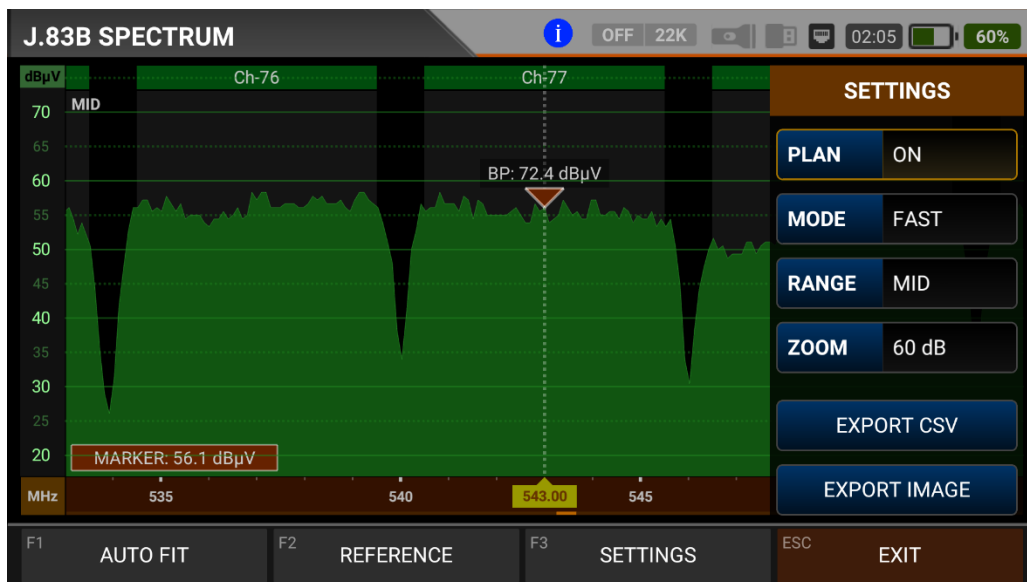 J.83B SPECTRUM
i
OFF 22K
02:05
60%
dBµV
Ch-76
Ch-77
SETTINGS
MID
70
65
60
55
50
45
40
35
30
25
20
BP: 72.4 dBµV
PLAN ON
MODE FAST
RANGE MID
ZOOM 60 dB
EXPORT CSV
EXPORT IMAGE
MARKER: 56.1 dBµV
MHz
535
540
543.00
545
F1 AUTO FIT
F2 REFERENCE
F3 SETTINGS
ESC EXIT